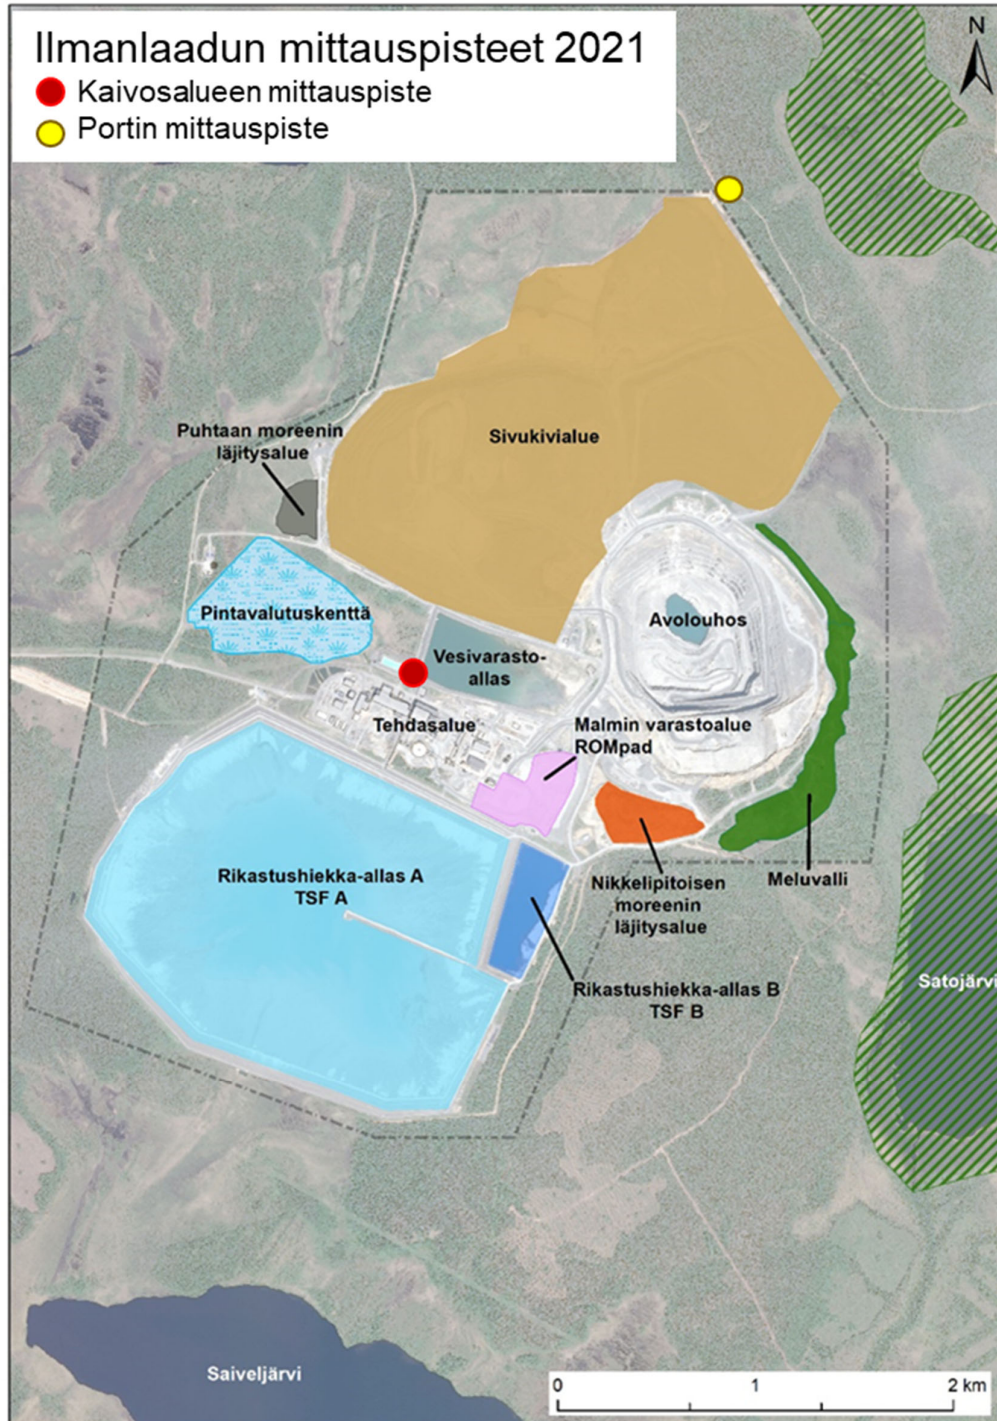 Ilmanlaadun mittauspisteet 2021
Kaivosalueen mittauspiste
Portin mittauspiste
N
Puhtaan moreenin
läjitysalue
Sivukivialue
Pintavalutuskenttä
Avolouhos
Vesivarasto-
allas
Tehdasalue
Malmin varastoalue
ROMpad
Rikastushiekka-allas A
TSF A
Nikkelipitoisen
moreenin
läjitysalue
Meluvalli
Rikastushiekka-allas B
TSF B
Satojärvi
Saiveljärvi
0 1 2 km